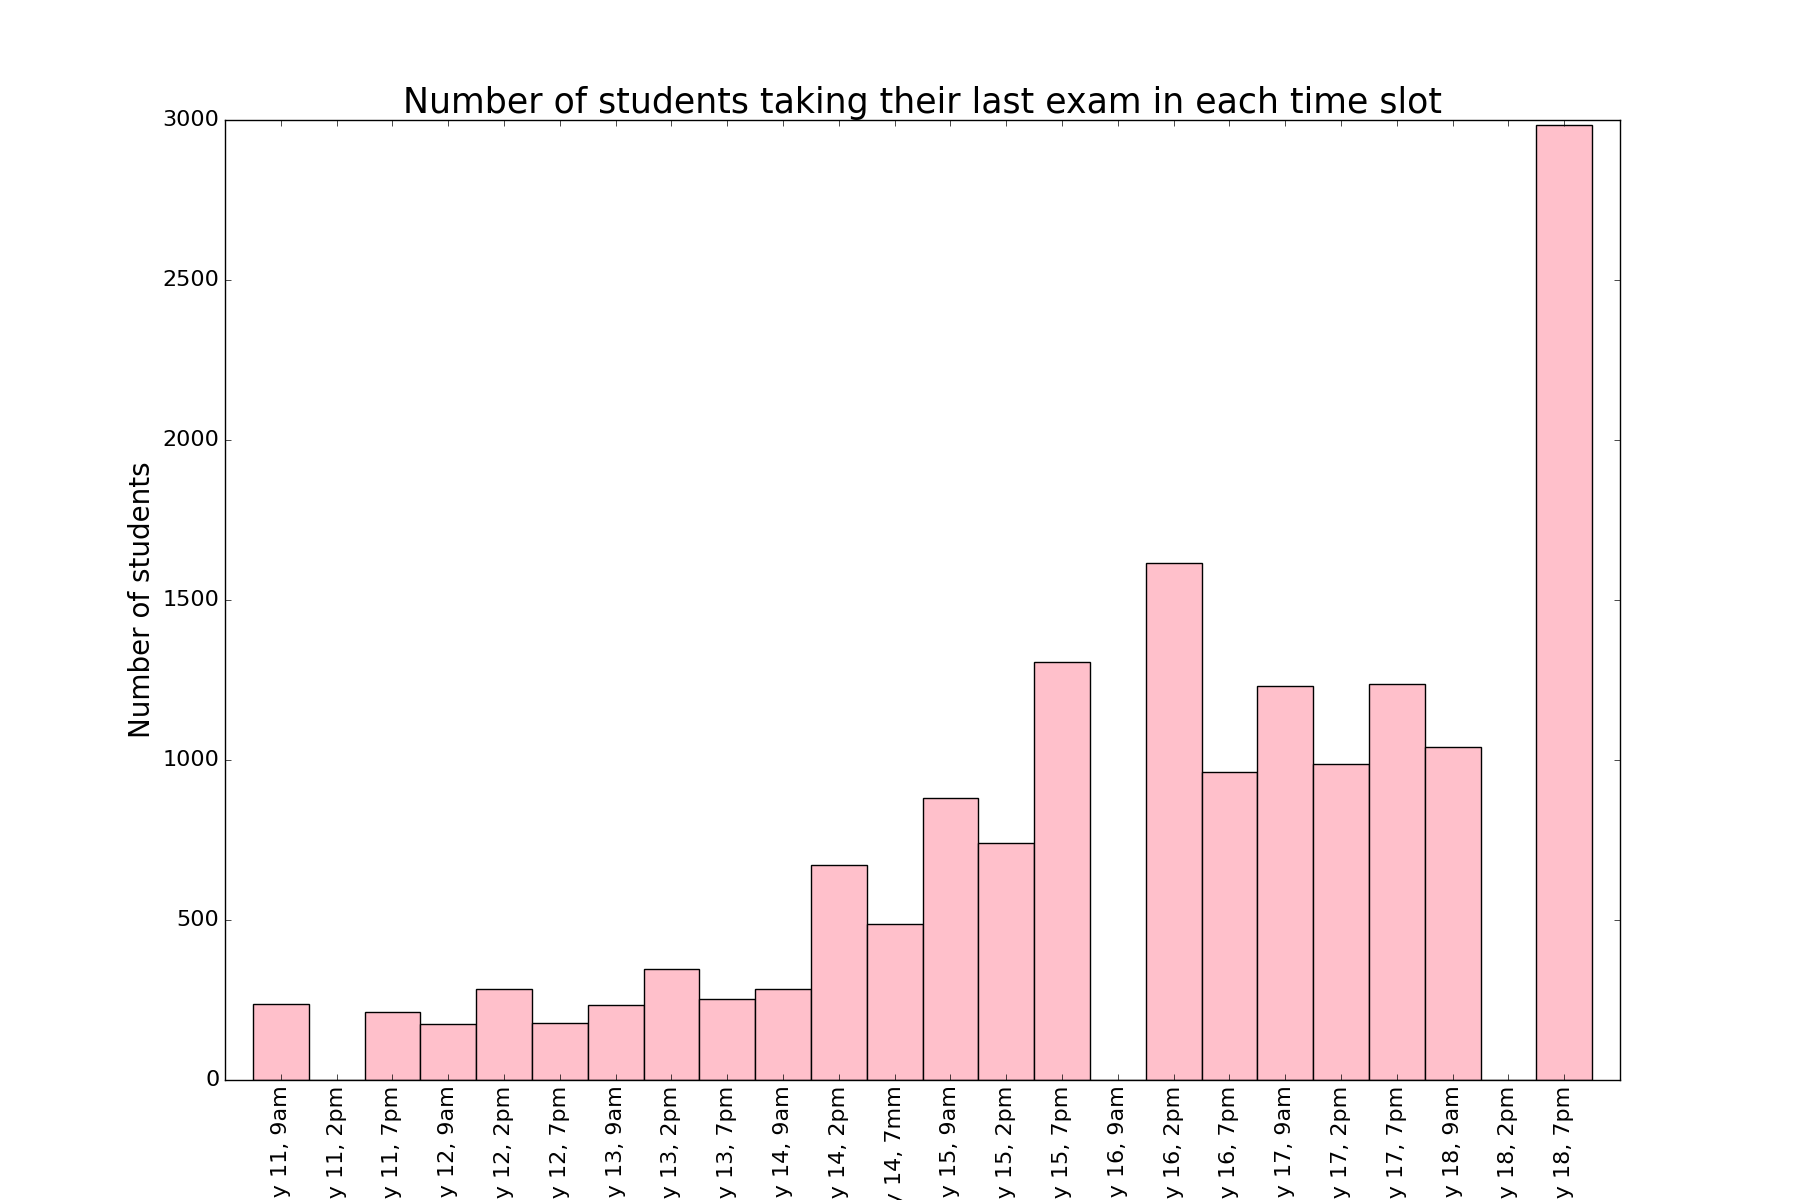 Number of students taking their last exam in each time slot
Number of students
3000
2500
2000
1500
1000
500
0
y 11, 9am
y 11, 2pm
y 11, 7pm
y 12, 9am
y 12, 2pm
y 12, 7pm
y 13, 9am
y 13, 2pm
y 13, 7pm
y 14, 9am
y 14, 2pm
y 14, 7mm
y 15, 9am
y 15, 2pm
y 15, 7pm
y 16, 9am
y 16, 2pm
y 16, 7pm
y 17, 9am
y 17, 2pm
y 17, 7pm
y 18, 9am
y 18, 2pm
y 18, 7pm